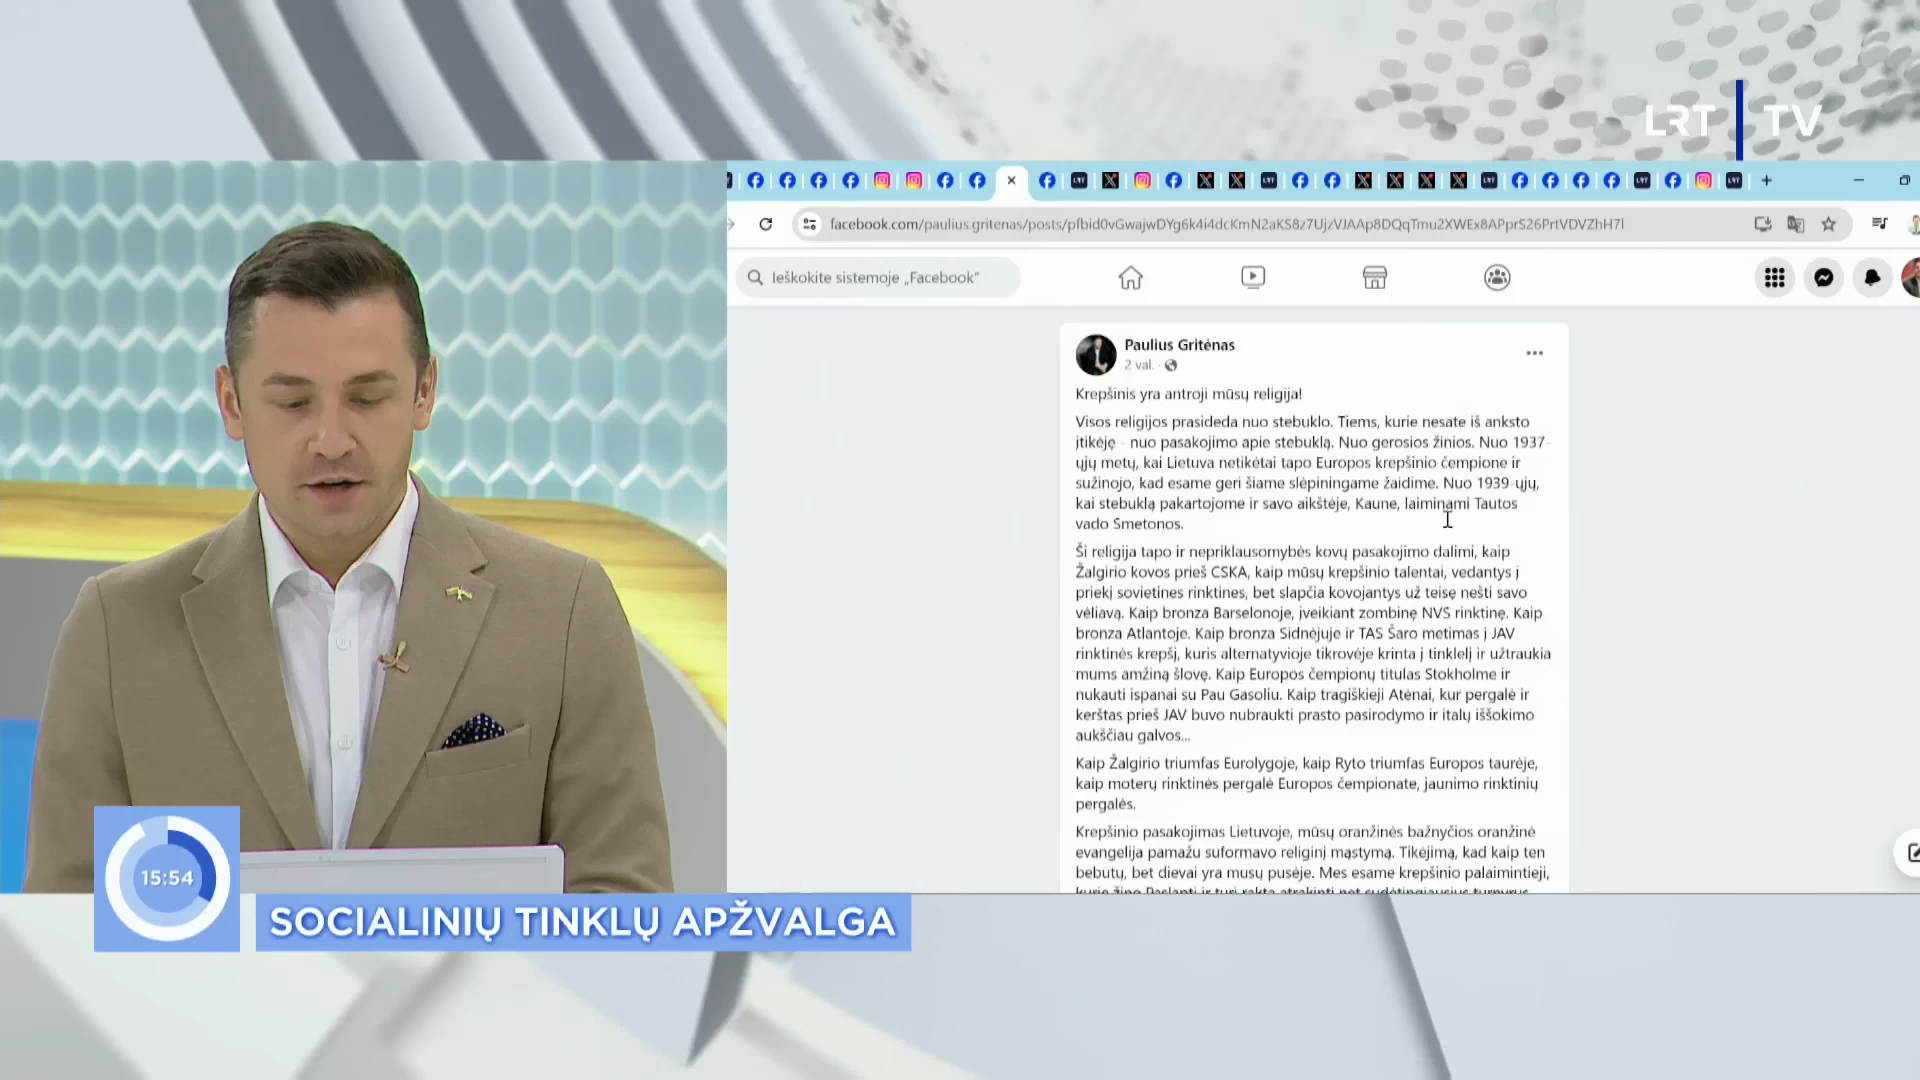 LRT TV
facebook.com/paulius.gritenas/posts/pfbid0vGwajwDYg6k4i4dcKmN2aKS8z7UjzVJAAp8DQqTmu2XWEx8APprS26PrtVDVZhH7l
Ieškokite sistemoje „Facebook“
Paulius Gritėnas
2 val. ·
Krepšinis yra antroji mūsų religija!
Visos religijos prasideda nuo stebuklo. Tiems, kurie nesate iš anksto
įtikėję - nuo pasakojimo apie stebuklą. Nuo gerosios žinios. Nuo 1937-
ųjų metų, kai Lietuva netikėtai tapo Europos krepšinio čempione ir
sužinojo, kad esame geri šiame slėpiningame žaidime. Nuo 1939-ųjų,
kai stebuklą pakartojome ir savo aikštėje, Kaune, laiminami Tautos
vado Smetonos.
Ši religija tapo ir nepriklausomybės kovų pasakojimo dalimi, kaip
Žalgirio kovos prieš CSKA, kaip mūsų krepšinio talentai, vedantys į
priekį sovietines rinktines, bet slapčia kovojantys už teisę nešti savo
vėliavą. Kaip bronza Barselonoje, įveikiant zombinę NVS rinktinę. Kaip
bronza Atlantoje. Kaip bronza Sidnėjuje ir TAS Šaro metimas į JAV
rinktinės krepšį, kuris alternatyvioje tikrovėje krinta į tinklelį ir užtraukia
mums amžiną šlovę. Kaip Europos čempionų titulas Stokholme ir
nukauti ispanai su Pau Gasoliu. Kaip tragiškieji Atėnai, kur pergalė ir
kerštas prieš JAV buvo nubraukti prasto pasirodymo ir italų iššokimo
aukščiau galvos...
Kaip Žalgirio triumfas Eurolygoje, kaip Ryto triumfas Europos taurėje,
kaip moterų rinktinės pergalė Europos čempionate, jaunimo rinktinių
pergalės.
Krepšinio pasakojimas Lietuvoje, mūsų oranžinės bažnyčios oranžinė
evangelija pamažu suformavo religinį mąstymą. Tikėjimą, kad kaip ten
bebutų, bet dievai yra musų pusėje. Mes esame krepšinio palaimintieji,
kurie žino Paslaptį ir turi raktą atrakinti net sudėtingiausius turnyrus
15:54
SOCIALINIŲ TINKLŲ APŽVALGA